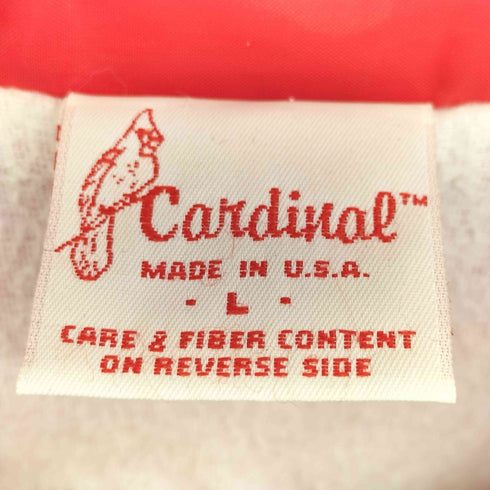 Cardinal™
MADE IN U.S.A.
- L -
CARE & FIBER CONTENT
ON REVERSE SIDE